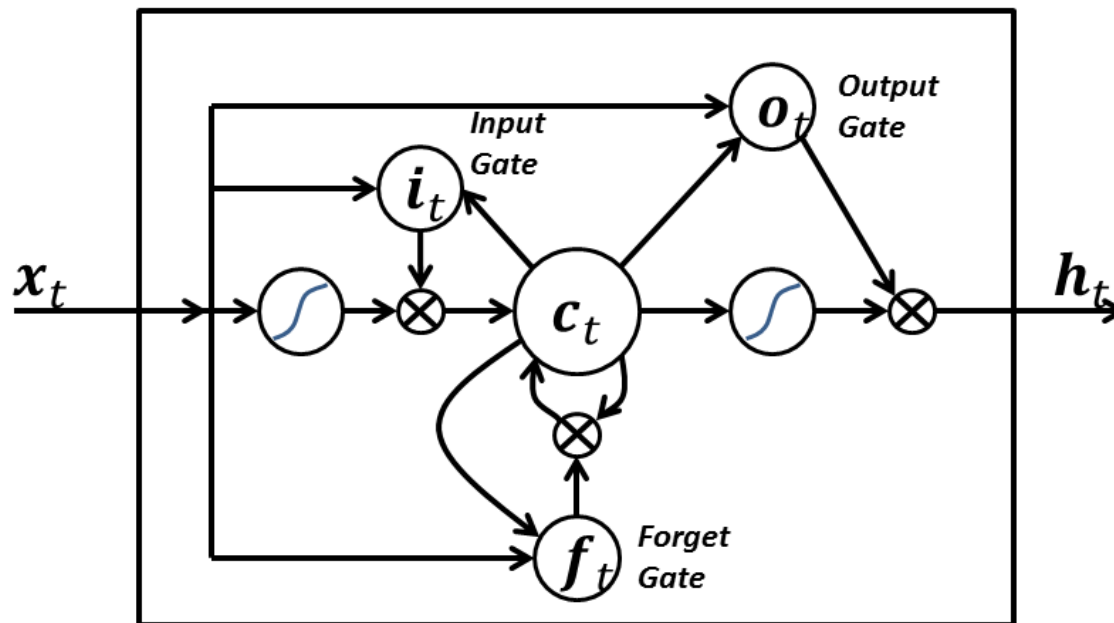 Output
Gate
o_t
Input
Gate
i_t
x_t
c_t
h_t
Forget
Gate
f_t